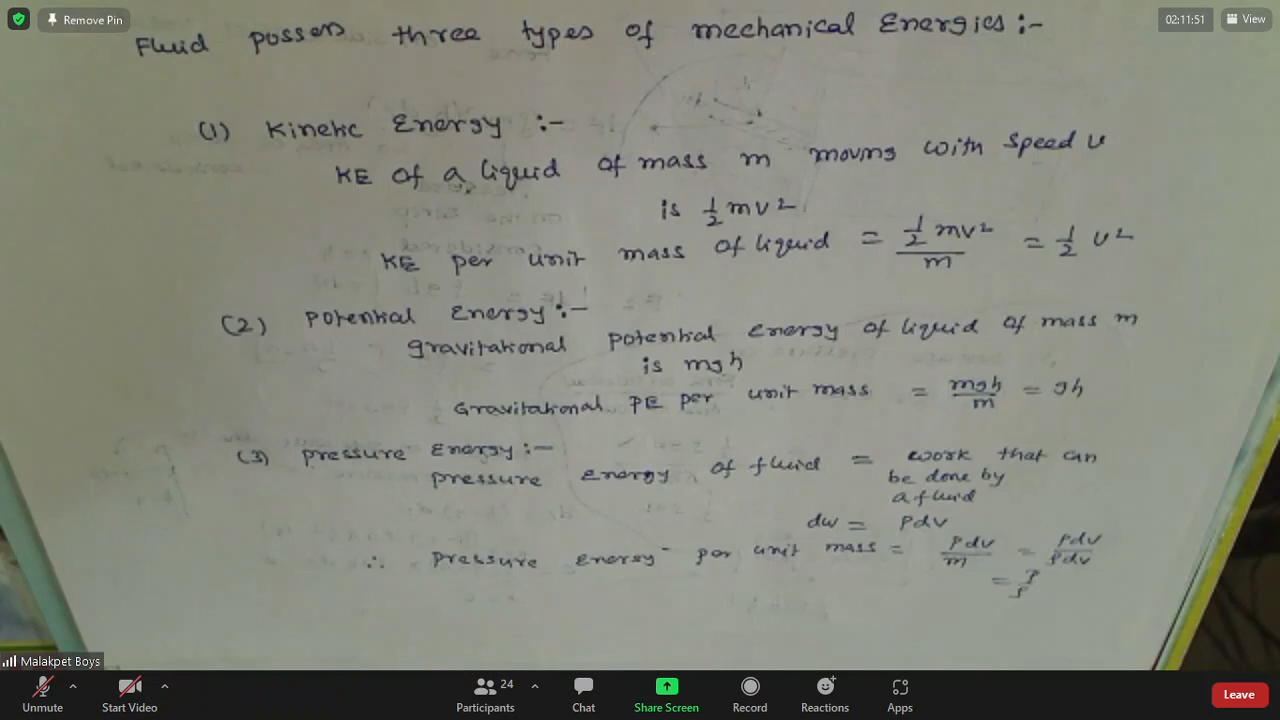 Remove Pin
02:11:51
View
Fluid possess three types of mechanical Energies :-
(1) Kinetic Energy :-
KE of a liquid of mass m moving with speed v
is 1/2 mv²
KE per unit mass of liquid = (1/2 mv²)/m = 1/2 v²
(2) Potential Energy :-
gravitational potential energy of liquid of mass m
is mgh
Gravitational PE per unit mass = mgh/m = gh
(3) pressure Energy :-
pressure energy of fluid = work that can
be done by
a fluid
dw = Pdv
∴ Pressure energy per unit mass = Pdv/m = Pdv/ρdv
= P/ρ
Malakpet Boys
Unmute
Start Video
Participants
24
Chat
Share Screen
Record
Reactions
Apps
Leave